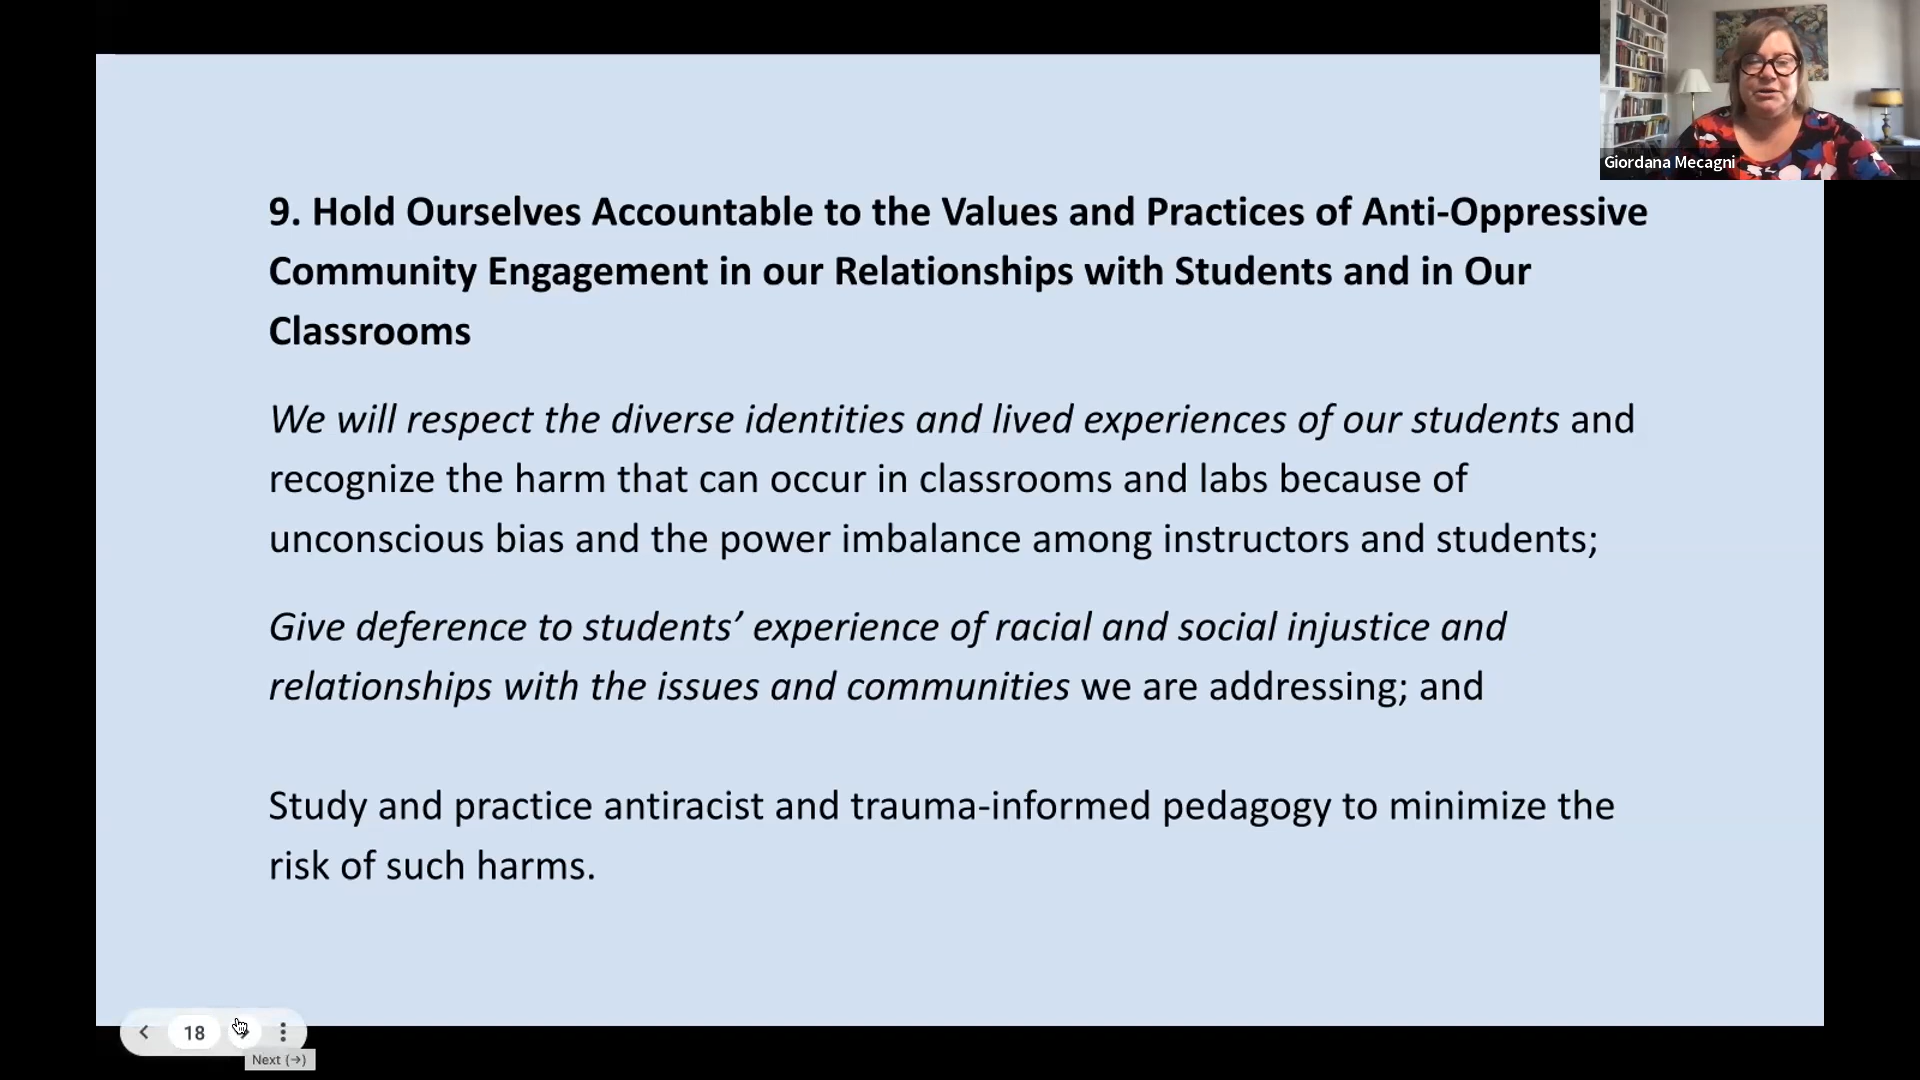 Giordana Mecagni
9. Hold Ourselves Accountable to the Values and Practices of Anti-Oppressive
Community Engagement in our Relationships with Students and in Our
Classrooms
We will respect the diverse identities and lived experiences of our students and
recognize the harm that can occur in classrooms and labs because of
unconscious bias and the power imbalance among instructors and students;
Give deference to students’ experience of racial and social injustice and
relationships with the issues and communities we are addressing; and
Study and practice antiracist and trauma-informed pedagogy to minimize the
risk of such harms.
18
Next (→)